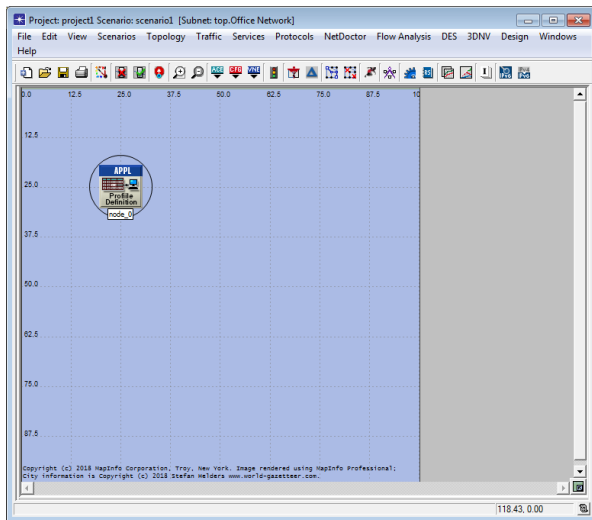 Project: project1 Scenario: scenario1 [Subnet: top.Office Network]
File Edit View Scenarios Topology Traffic Services Protocols NetDoctor Flow Analysis DES 3DNV Design Windows
Help
0.0 12.5 25.0 37.5 50.0 62.5 75.0 87.5 10
12.5
APPL
25.0
Profile
Definition
node_0
37.5
50.0
62.5
75.0
87.5
Copyright (c) 2018 MapInfo Corporation, Troy, New York. Image rendered using MapInfo Professional;
City information is Copyright (c) 2018 Stefan Helders www.world-gazetteer.com.
118.43, 0.00